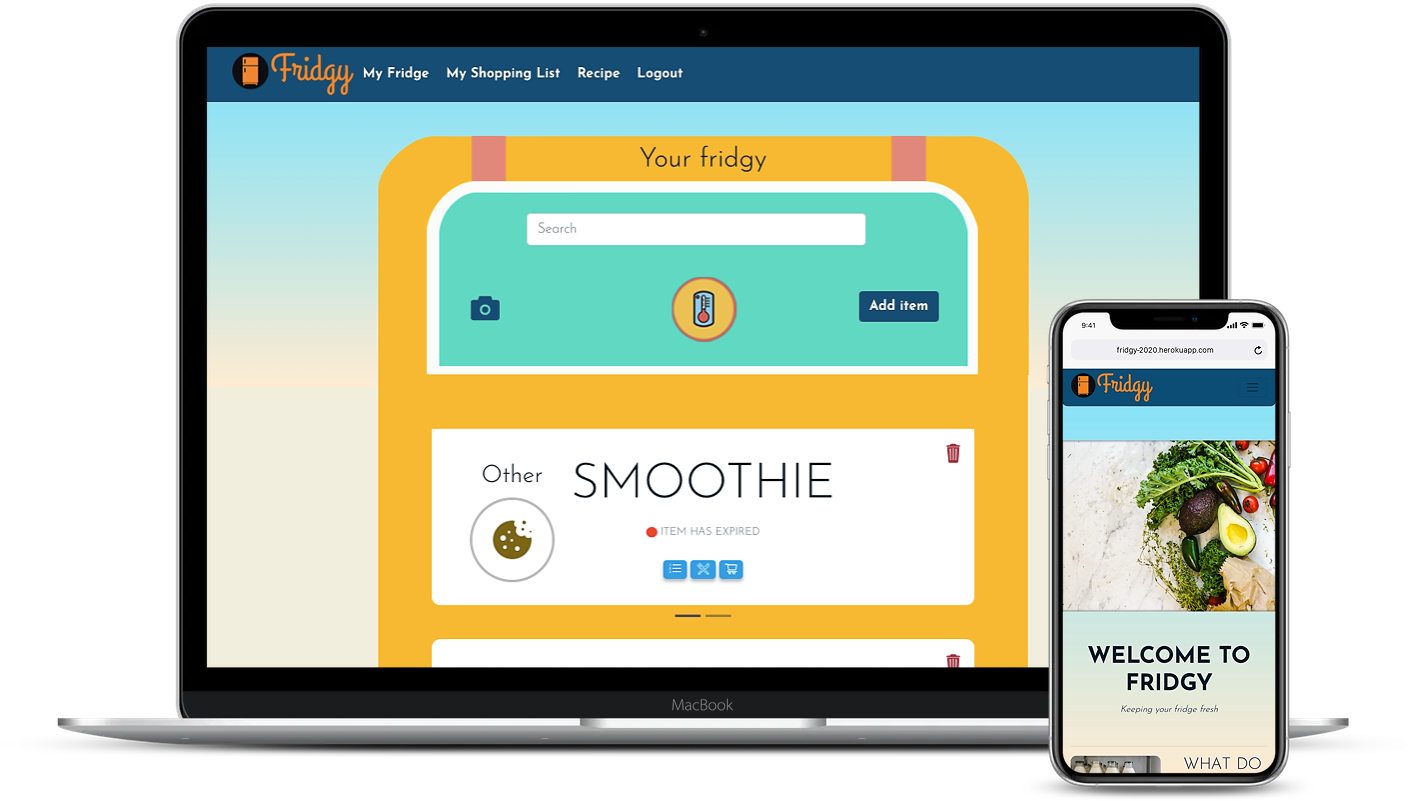 Fridgy My Fridge My Shopping List Recipe Logout
Your fridgy
Search
Add item
Other
SMOOTHIE
ITEM HAS EXPIRED
MacBook
9:41
fridgy-2020.herokuapp.com
Fridgy
WELCOME TO
FRIDGY
Keeping your fridge fresh
WHAT DO